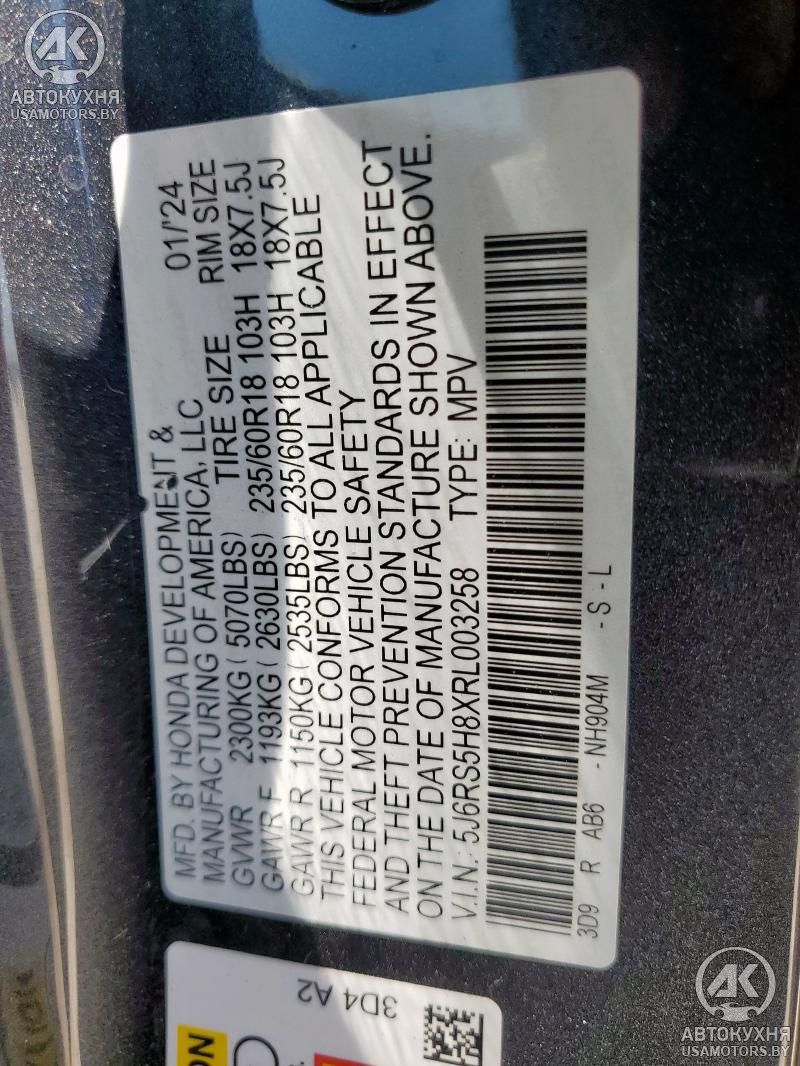 AK
АВТОКУХНЯ
USAMOTORS.BY
MFD. BY HONDA DEVELOPMENT &
MANUFACTURING OF AMERICA, LLC 01/'24
GVWR 2300KG ( 5070LBS) TIRE SIZE RIM SIZE
GAWR F 1193KG ( 2630LBS) 235/60R18 103H 18X7.5J
GAWR R 1150KG ( 2535LBS) 235/60R18 103H 18X7.5J
THIS VEHICLE CONFORMS TO ALL APPLICABLE
FEDERAL MOTOR VEHICLE SAFETY
AND THEFT PREVENTION STANDARDS IN EFFECT
ON THE DATE OF MANUFACTURE SHOWN ABOVE.
V.I.N.: 5J6RS5H8XRL003258 TYPE: MPV
3D9 R AB6 -NH904M -S-L
3D4 A2
ON
AK
АВТОКУХНЯ
USAMOTORS.BY